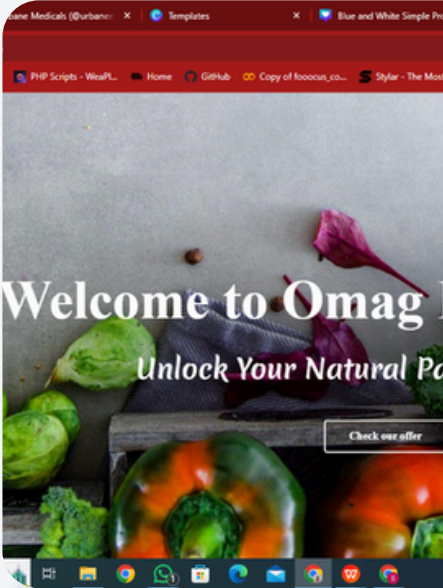 bane Medicals (@urbane
Templates
Blue and White Simple Pr
PHP Scripts - WeaPl...
Home
GitHub
Copy of fooocus_co...
Stylar - The Most
Welcome to Omag
Unlock Your Natural Pa
Check our offer
1